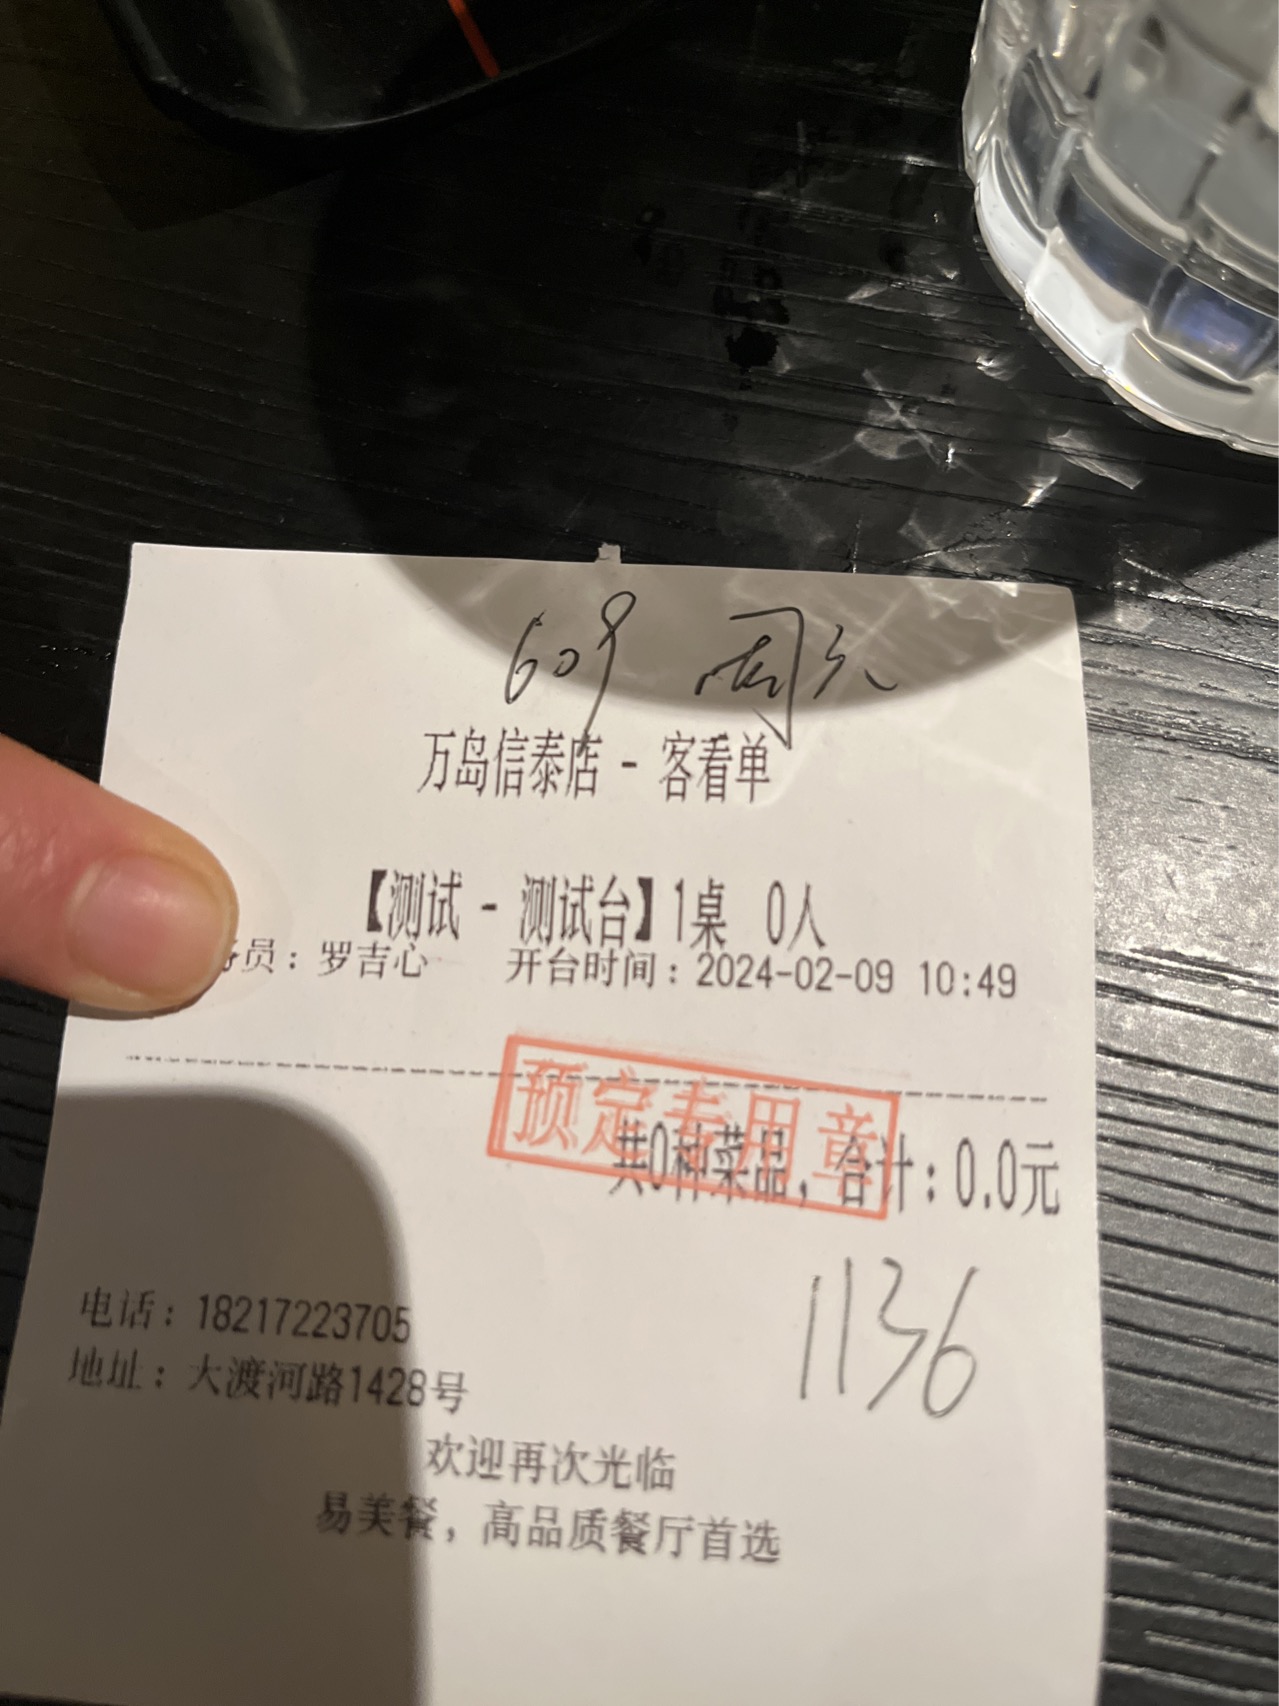 609 周六
万岛信泰店 - 客看单
【测试 - 测试台】1桌 0人
务员：罗吉心 开台时间：2024-02-09 10:49
预定专用章
共0种菜品，合计：0.0元
1136
电话：18217223705
地址：大渡河路1428号
欢迎再次光临
易美餐，高品质餐厅首选